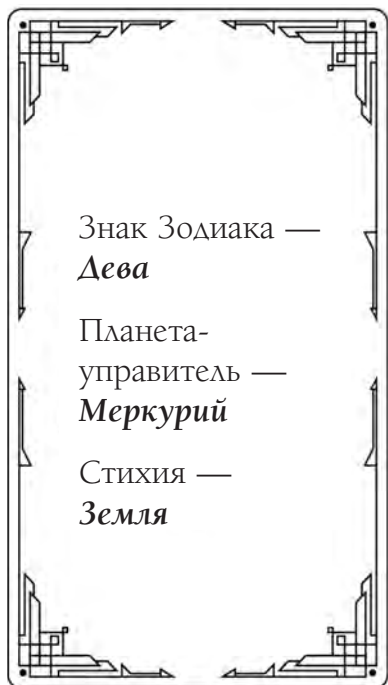 Знак Зодиака —
Дева
Планета-
управитель —
Меркурий
Стихия —
Земля